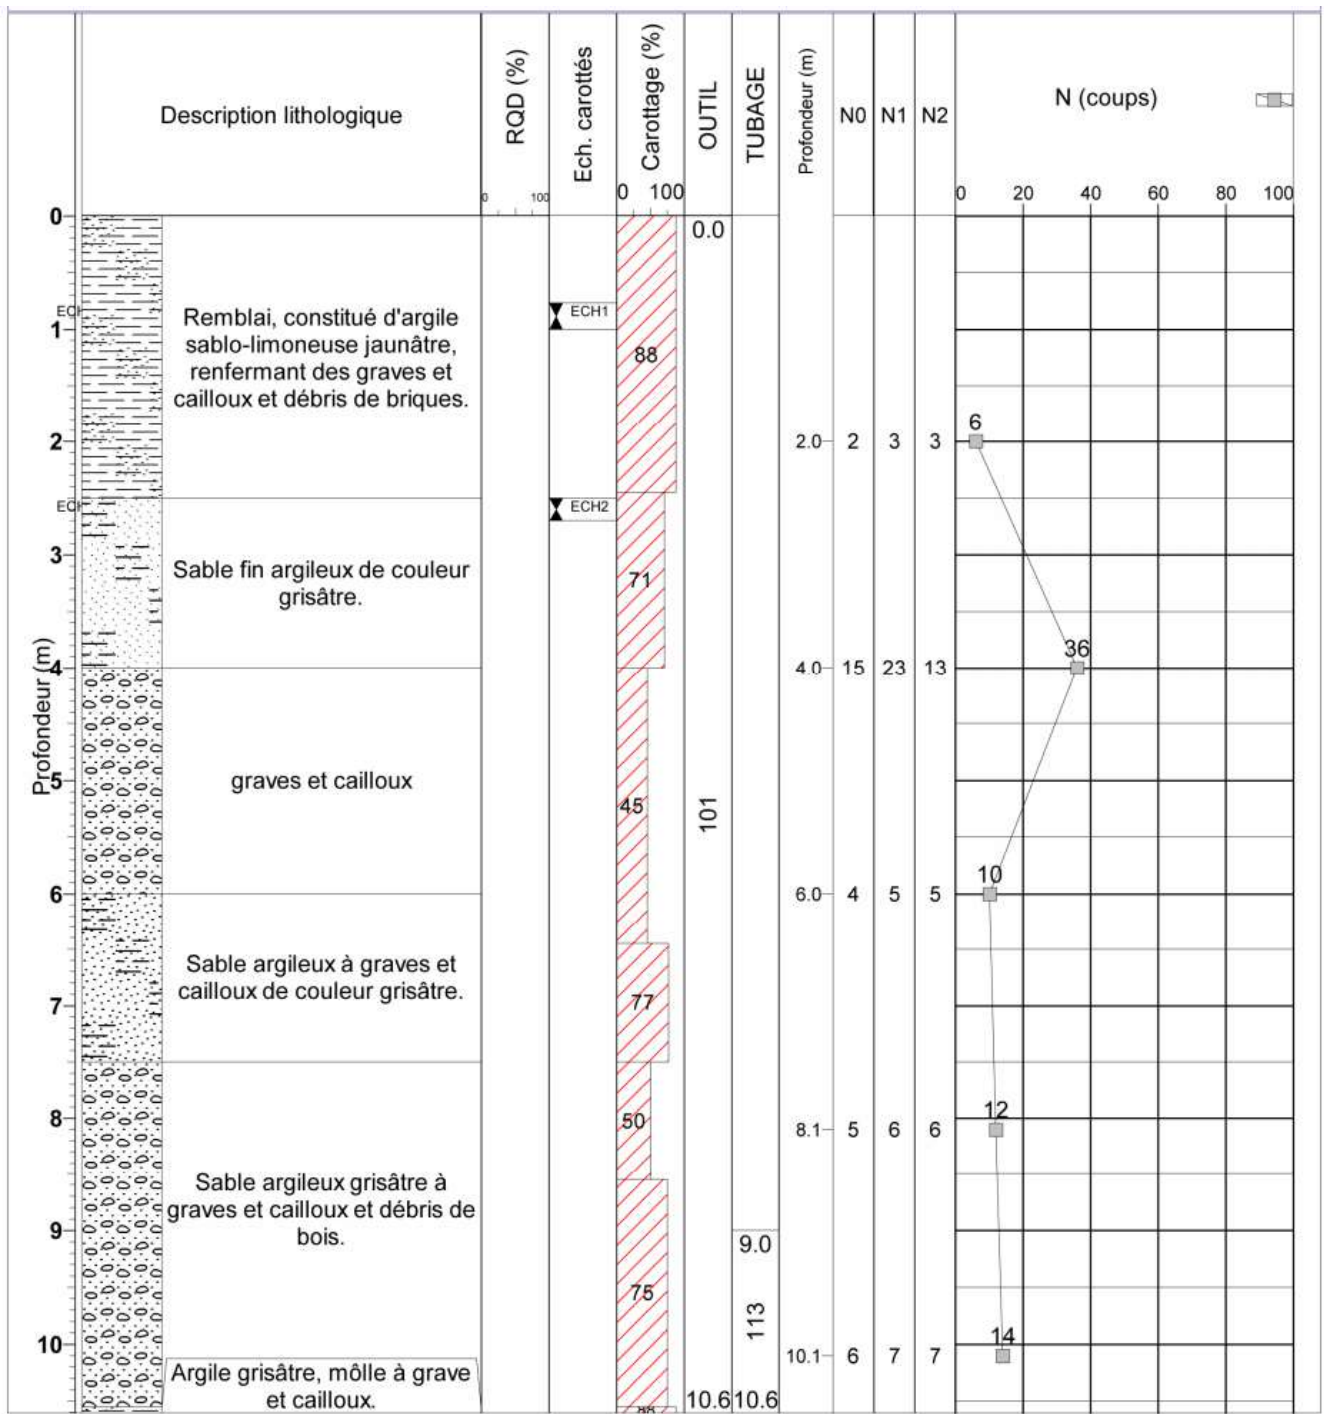 Description lithologique
RQD (%)
Ech. carottés
Carottage (%)
OUTIL
TUBAGE
Profondeur (m)
N0
N1
N2
N (coups)
0
100
0
100
0
20
40
60
80
100
Profondeur (m)
0
1
2
3
4
5
6
7
8
9
10
Remblai, constitué d'argile
sablo-limoneuse jaunâtre,
renfermant des graves et
cailloux et débris de briques.
Sable fin argileux de couleur
grisâtre.
graves et cailloux
Sable argileux à graves et
cailloux de couleur grisâtre.
Sable argileux grisâtre à
graves et cailloux et débris de
bois.
Argile grisâtre, môlle à grave
et cailloux.
ECH1
ECH2
88
71
45
77
50
75
0.0
101
10.6
9.0
113
10.6
2.0 2 3 3 6
4.0 15 23 13 36
6.0 4 5 5 10
8.1 5 6 6 12
10.1 6 7 7 14